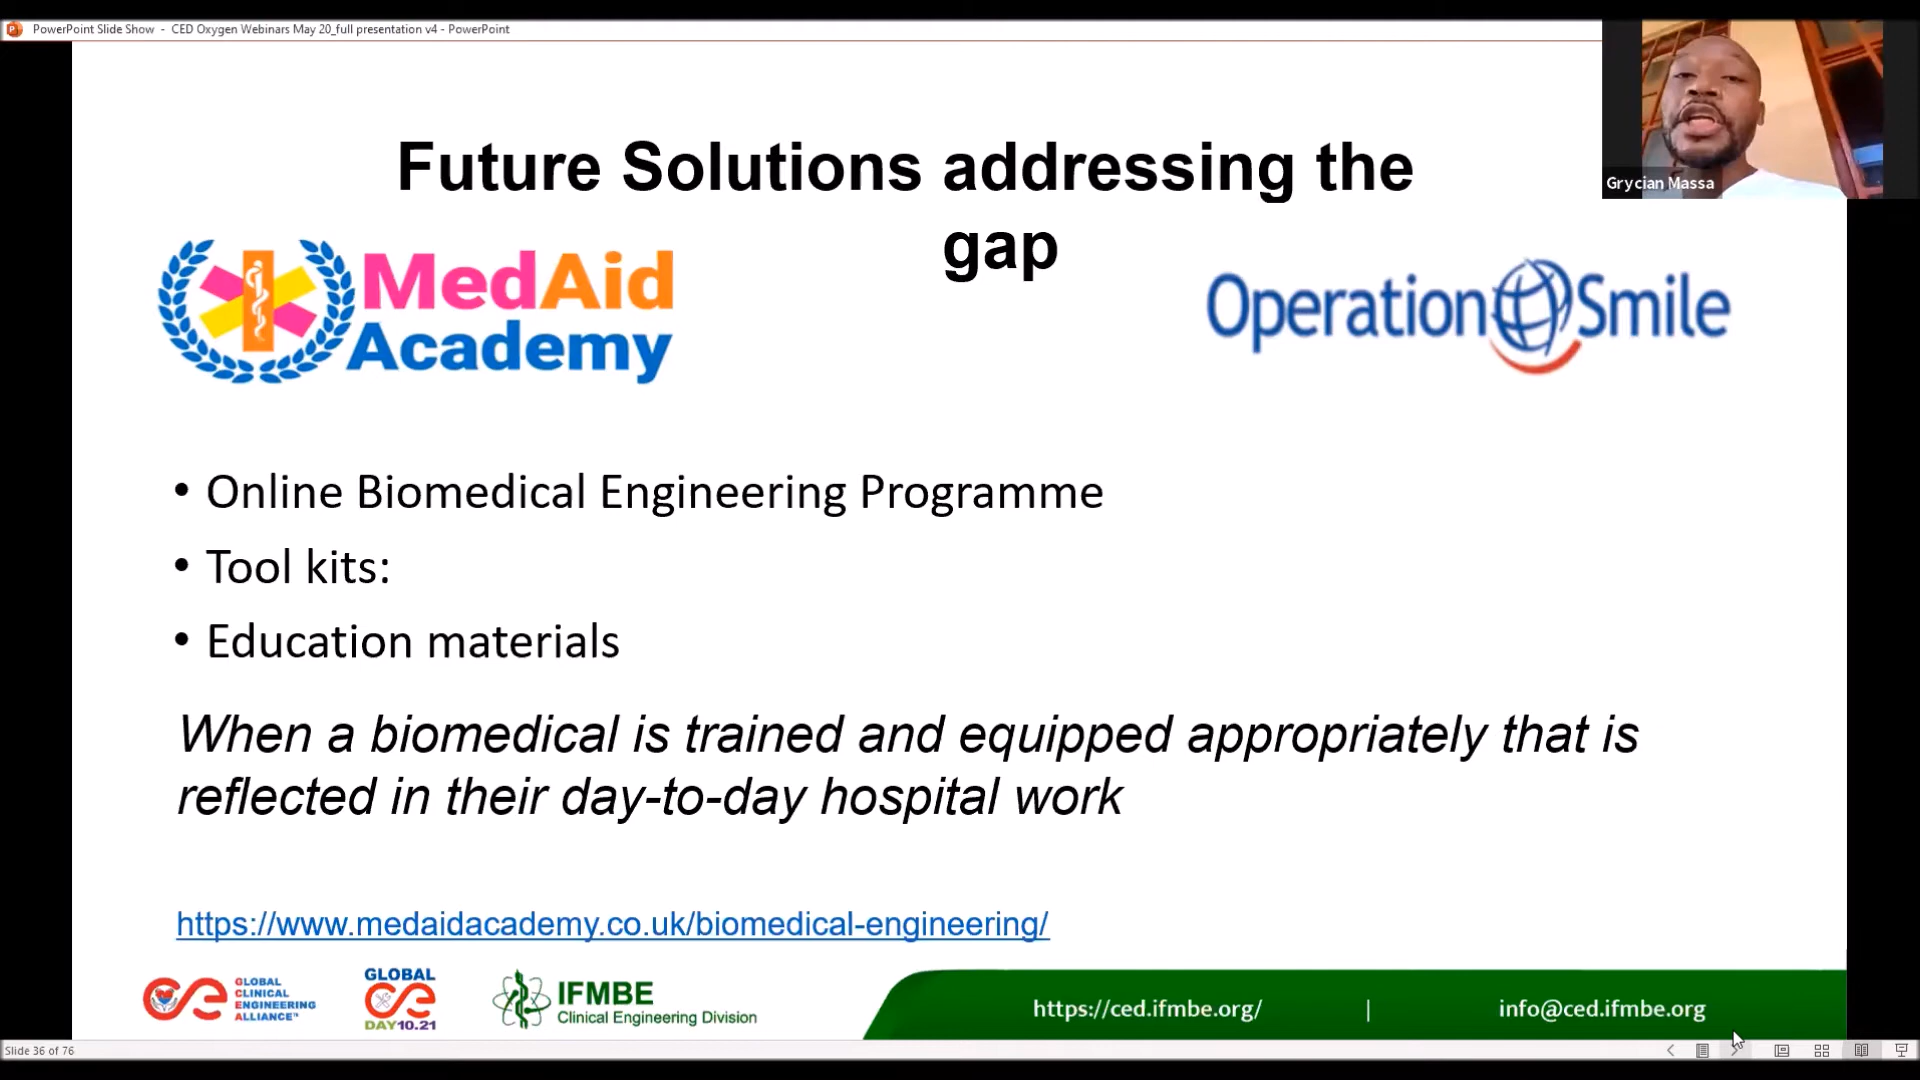 PowerPoint Slide Show - CED Oxygen Webinars May 20_full presentation v4 - PowerPoint
Grycian Massa
Future Solutions addressing the
gap
MedAid
Academy
Operation Smile
• Online Biomedical Engineering Programme
• Tool kits:
• Education materials
When a biomedical is trained and equipped appropriately that is
reflected in their day-to-day hospital work
https://www.medaidacademy.co.uk/biomedical-engineering/
GLOBAL
CLINICAL
ENGINEERING
ALLIANCE™
GLOBAL
CE
DAY10.21
IFMBE
Clinical Engineering Division
https://ced.ifmbe.org/ | info@ced.ifmbe.org
Slide 36 of 76